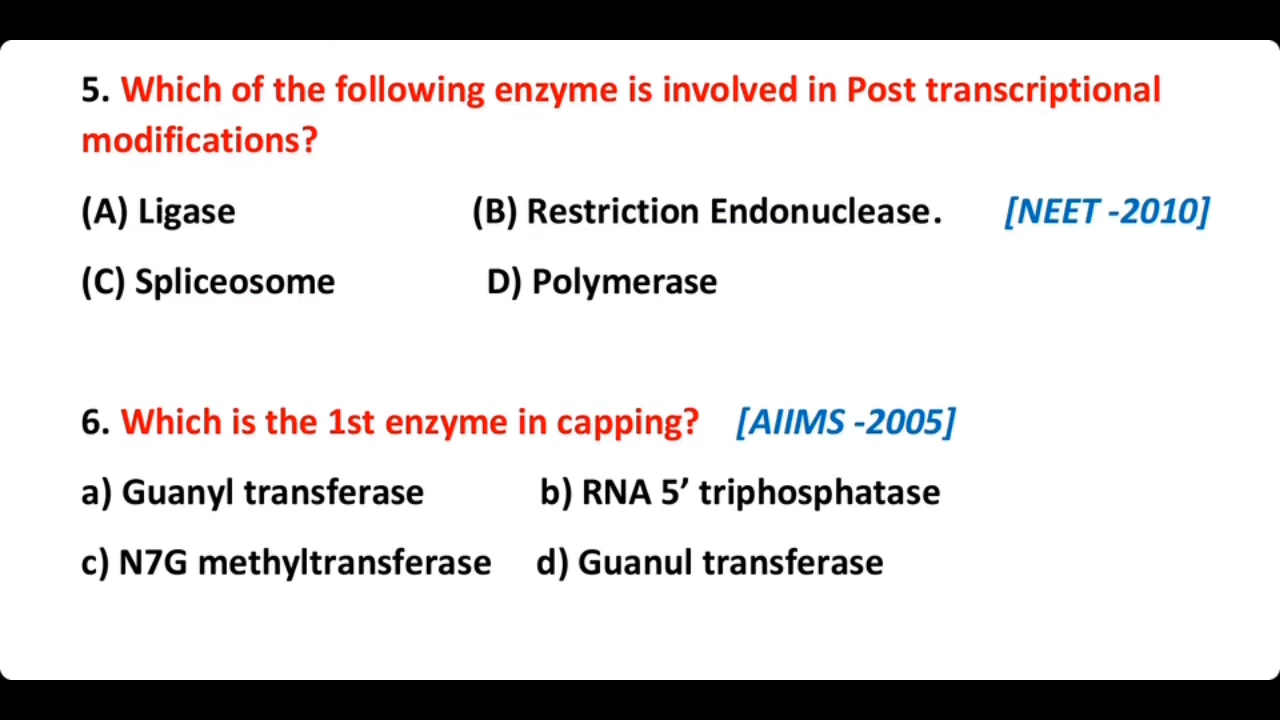 5. Which of the following enzyme is involved in Post transcriptional
modifications?
(A) Ligase (B) Restriction Endonuclease. [NEET -2010]
(C) Spliceosome D) Polymerase
6. Which is the 1st enzyme in capping? [AIIMS -2005]
a) Guanyl transferase b) RNA 5’ triphosphatase
c) N7G methyltransferase d) Guanul transferase